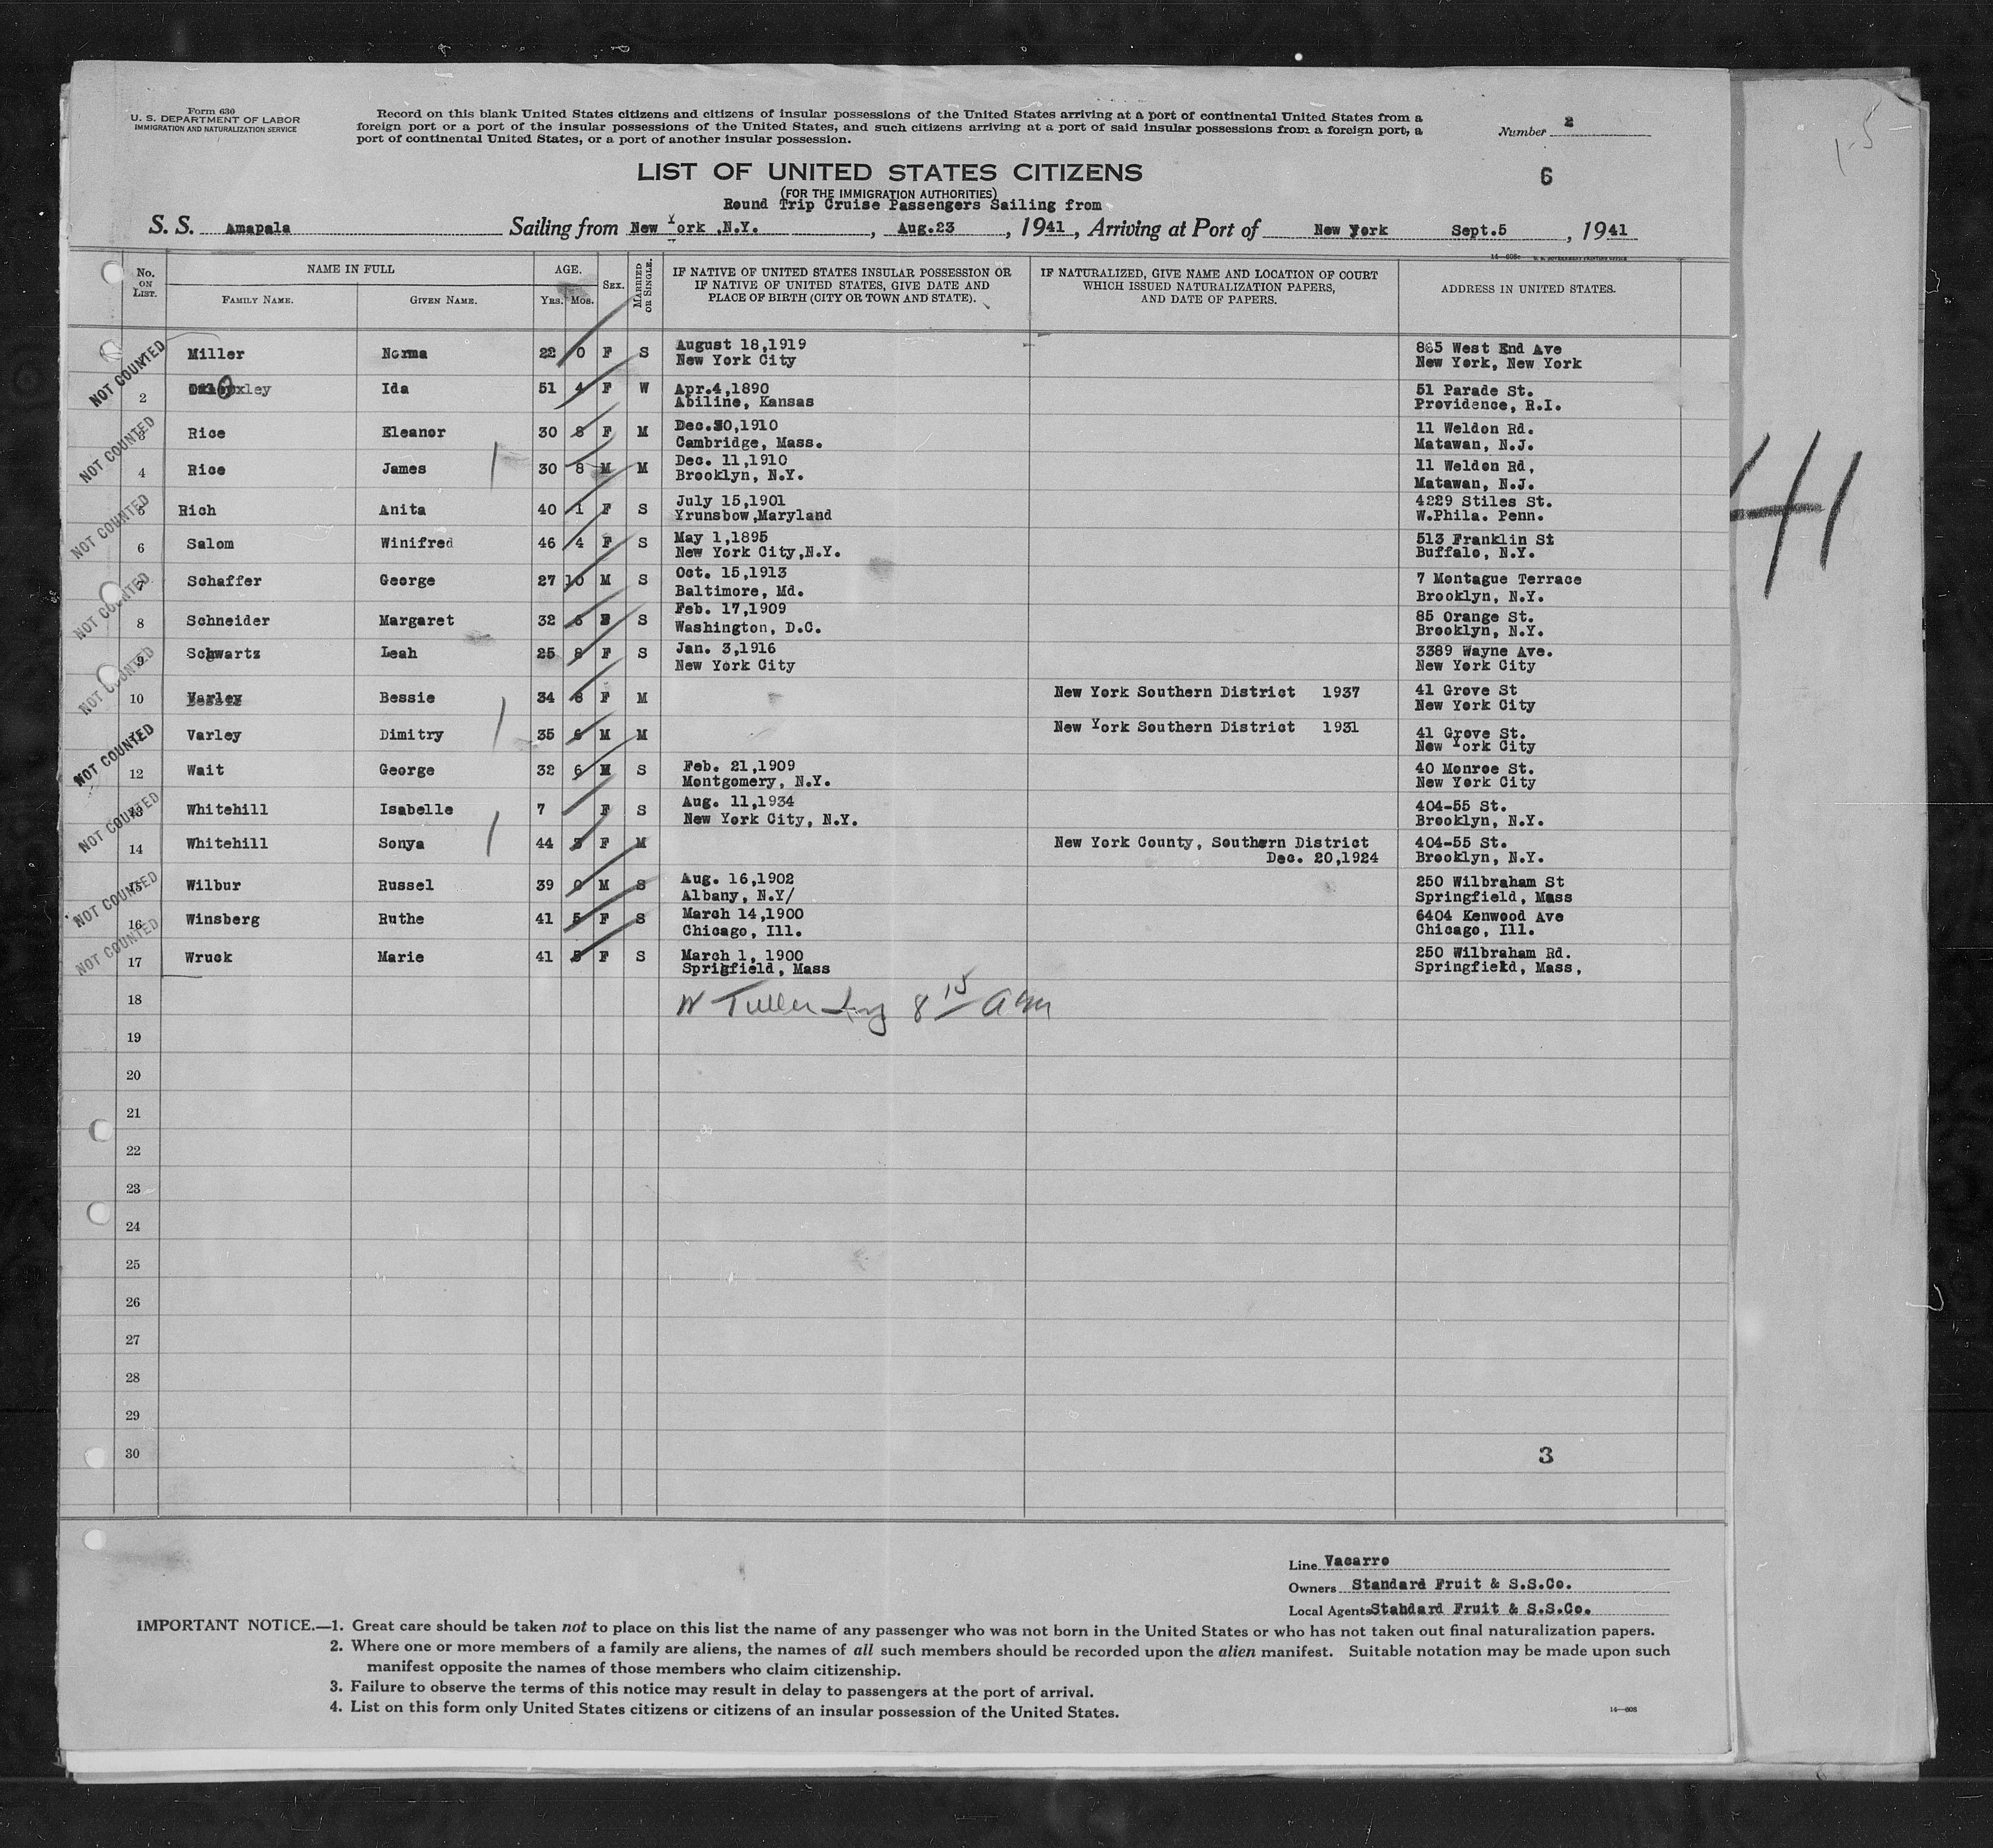 Form 630
U. S. DEPARTMENT OF LABOR
IMMIGRATION AND NATURALIZATION SERVICE
Record on this blank United States citizens and citizens of insular possessions of the United States arriving at a port of continental United States from a
foreign port or a port of the insular possessions of the United States, and such citizens arriving at a port of said insular possessions from a foreign port, a
port of continental United States, or a port of another insular possession.
Number 2
LIST OF UNITED STATES CITIZENS
6
(FOR THE IMMIGRATION AUTHORITIES)
Round Trip Cruise Passengers Sailing from
S. S. Amapala Sailing from New York ,N.Y. , Aug.23 , 1941 , Arriving at Port of New York Sept.5 , 1941
No. ON LIST. NAME IN FULL FAMILY NAME. GIVEN NAME. AGE. YRS. MOS. SEX. MARRIED OR SINGLE. IF NATIVE OF UNITED STATES INSULAR POSSESSION OR IF NATIVE OF UNITED STATES, GIVE DATE AND PLACE OF BIRTH (CITY OR TOWN AND STATE). IF NATURALIZED, GIVE NAME AND LOCATION OF COURT WHICH ISSUED NATURALIZATION PAPERS, AND DATE OF PAPERS. ADDRESS IN UNITED STATES.
NOT COUNTED Miller Norma 22 0 F S August 18,1919 865 West End Ave
New York City New York, New York
2 Ida 51 4 F W Apr.4,1890 51 Parade St.
Abiline, Kansas Providence, R.I.
NOT COUNTED 3 Rice Eleanor 30 8 F M Dec.30,1910 11 Weldon Rd.
Cambridge, Mass. Matawan, N.J.
4 Rice James 30 8 M M Dec. 11,1910 11 Weldon Rd,
Brooklyn, N.Y. Matawan, N.J.
NOT COUNTED 5 Rich Anita 40 1 F S July 15,1901 4229 Stiles St.
Yrunsbow,Maryland W.Phila. Penn.
6 Salom Winifred 46 4 F S May 1,1895 513 Franklin St
New York City,N.Y. Buffalo, N.Y.
NOT COUNTED 7 Schaffer George 27 10 M S Oct. 15,1913 7 Montague Terrace
Baltimore, Md. Brooklyn, N.Y.
8 Schneider Margaret 32 6 F S Feb. 17,1909 85 Orange St.
Washington, D.C. Brooklyn, N.Y.
NOT COUNTED 9 Schwartz Leah 25 8 F S Jan. 3,1916 3389 Wayne Ave.
New York City New York City
10 Varley Bessie 34 8 F M New York Southern District 1937 41 Grove St
New York City
NOT COUNTED Varley Dimitry 35 6 M M New York Southern District 1931 41 Grove St.
New York City
12 Wait George 32 6 M S Feb. 21,1909 40 Monroe St.
Montgomery, N.Y. New York City
NOT COUNTED 13 Whitehill Isabelle 7 F S Aug. 11,1934 404-55 St.
New York City, N.Y. Brooklyn, N.Y.
14 Whitehill Sonya 44 F M New York County, Southern District 404-55 St.
Dec. 20,1924 Brooklyn, N.Y.
NOT COUNTED 15 Wilbur Russel 39 0 M S Aug. 16,1902 250 Wilbraham St
Albany, N.Y/ Springfield, Mass
NOT COUNTED 16 Winsberg Ruthe 41 5 F S March 14,1900 6404 Kenwood Ave
Chicago, Ill. Chicago, Ill.
17 Wruck Marie 41 5 F S March 1, 1900 250 Wilbraham Rd.
Sprigfield, Mass Springfield, Mass,
18
19
20
21
22
23
24
25
26
27
28
29
30
3
41
Line Vacarro
Owners Standard Fruit & S.S.Co.
Local Agents Stahdard Fruit & S.S.Co.
IMPORTANT NOTICE.—1. Great care should be taken not to place on this list the name of any passenger who was not born in the United States or who has not taken out final naturalization papers.
2. Where one or more members of a family are aliens, the names of all such members should be recorded upon the alien manifest. Suitable notation may be made upon such
manifest opposite the names of those members who claim citizenship.
3. Failure to observe the terms of this notice may result in delay to passengers at the port of arrival.
4. List on this form only United States citizens or citizens of an insular possession of the United States.
14—608